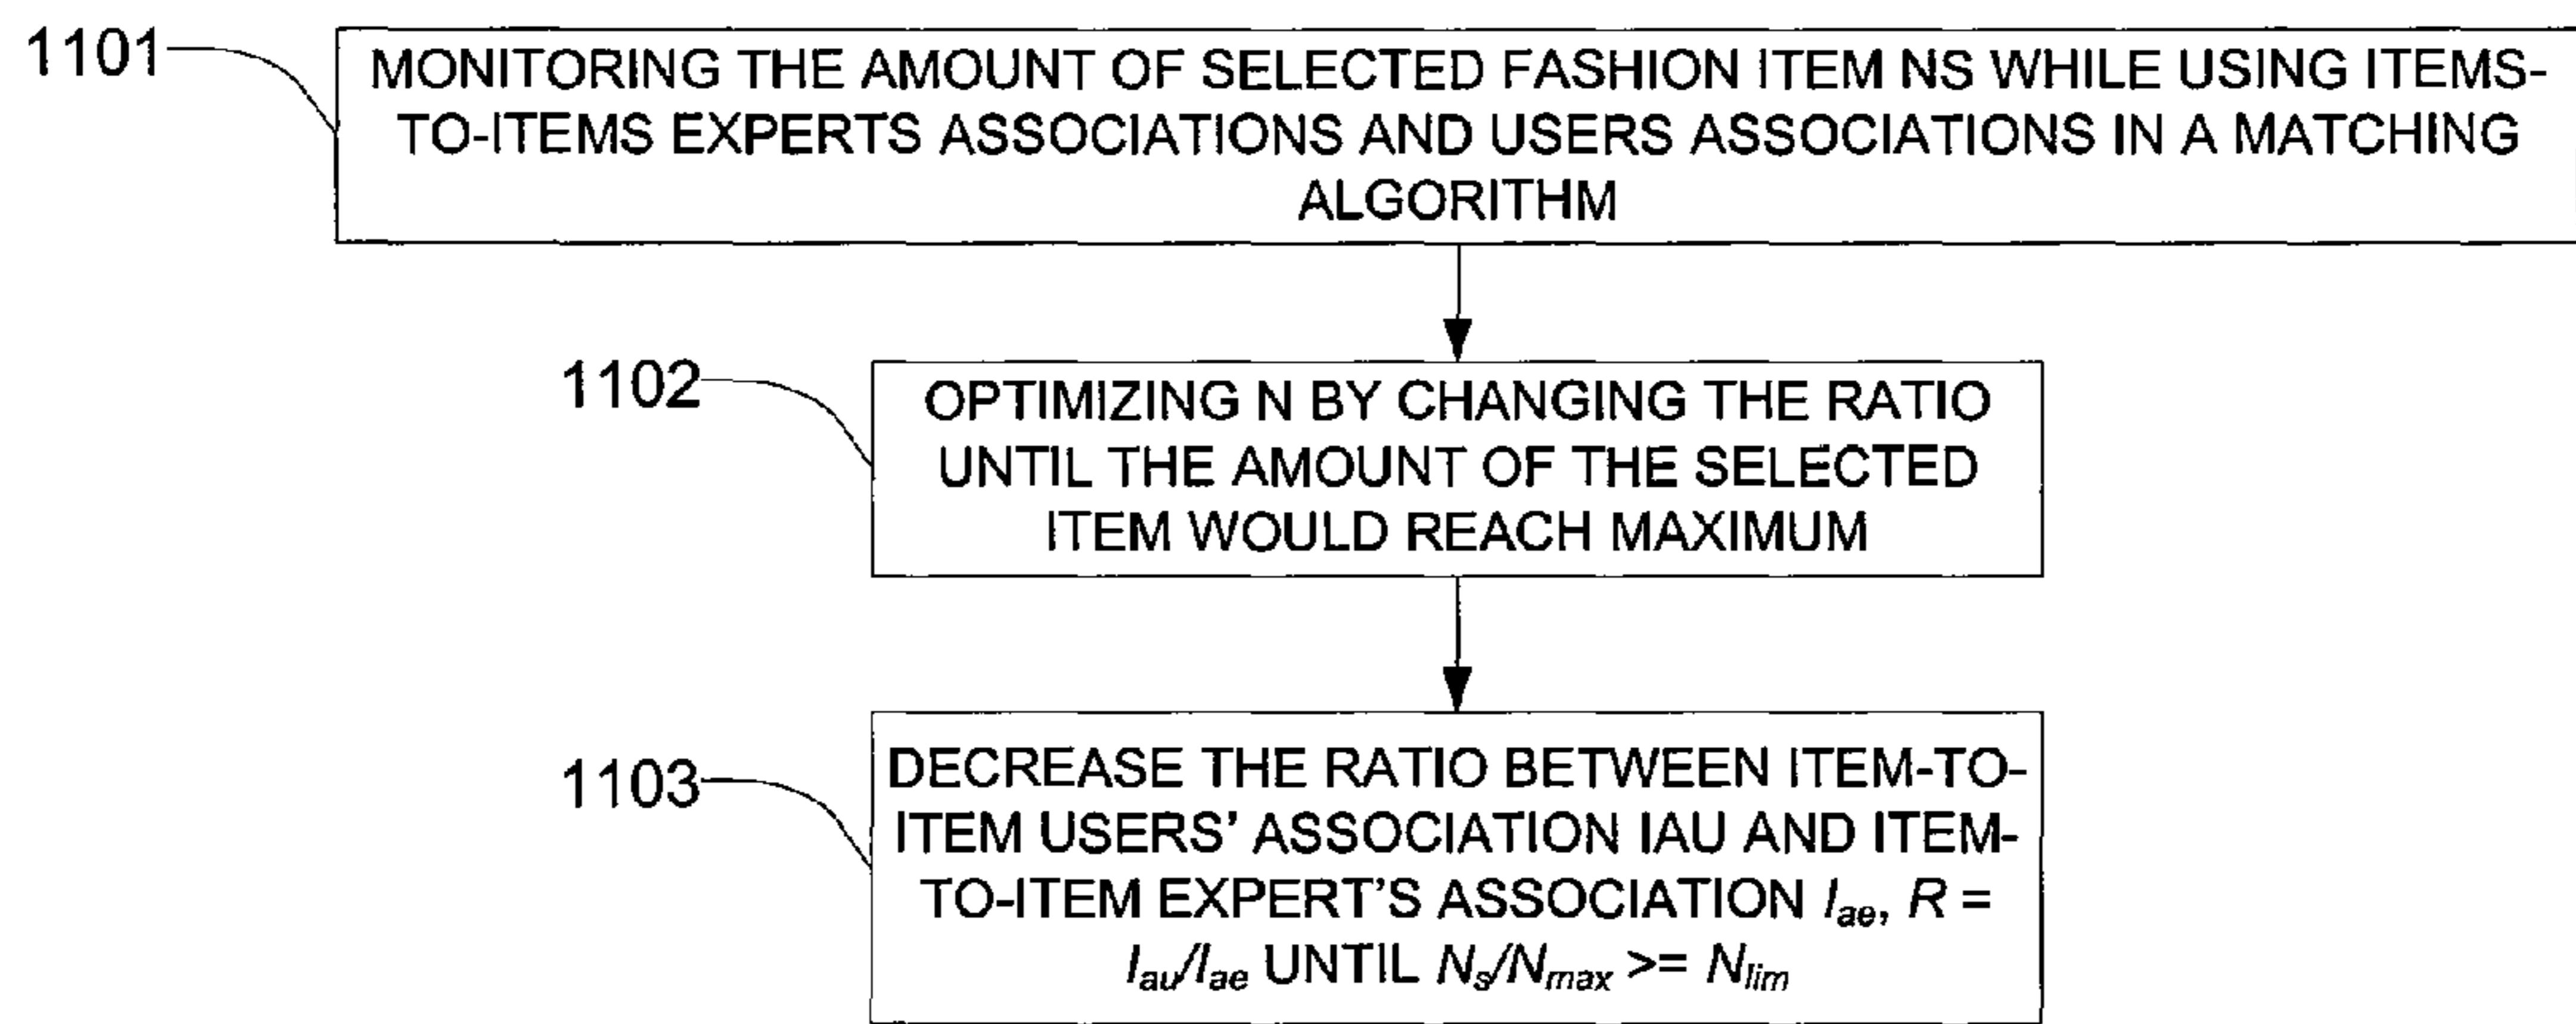 1101
MONITORING THE AMOUNT OF SELECTED FASHION ITEM NS WHILE USING ITEMS-
TO-ITEMS EXPERTS ASSOCIATIONS AND USERS ASSOCIATIONS IN A MATCHING
ALGORITHM
1102
OPTIMIZING N BY CHANGING THE RATIO
UNTIL THE AMOUNT OF THE SELECTED
ITEM WOULD REACH MAXIMUM
1103
DECREASE THE RATIO BETWEEN ITEM-TO-
ITEM USERS' ASSOCIATION IAU AND ITEM-
TO-ITEM EXPERT'S ASSOCIATION Iae, R =
Iau/Iae UNTIL Ns/Nmax >= Nlim